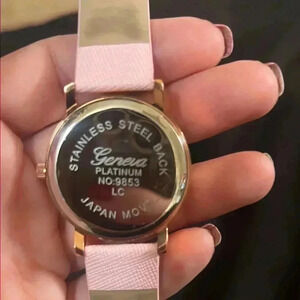 STAINLESS STEEL BACK
Geneva
PLATINUM
NO:9853
LC
JAPAN MOV'